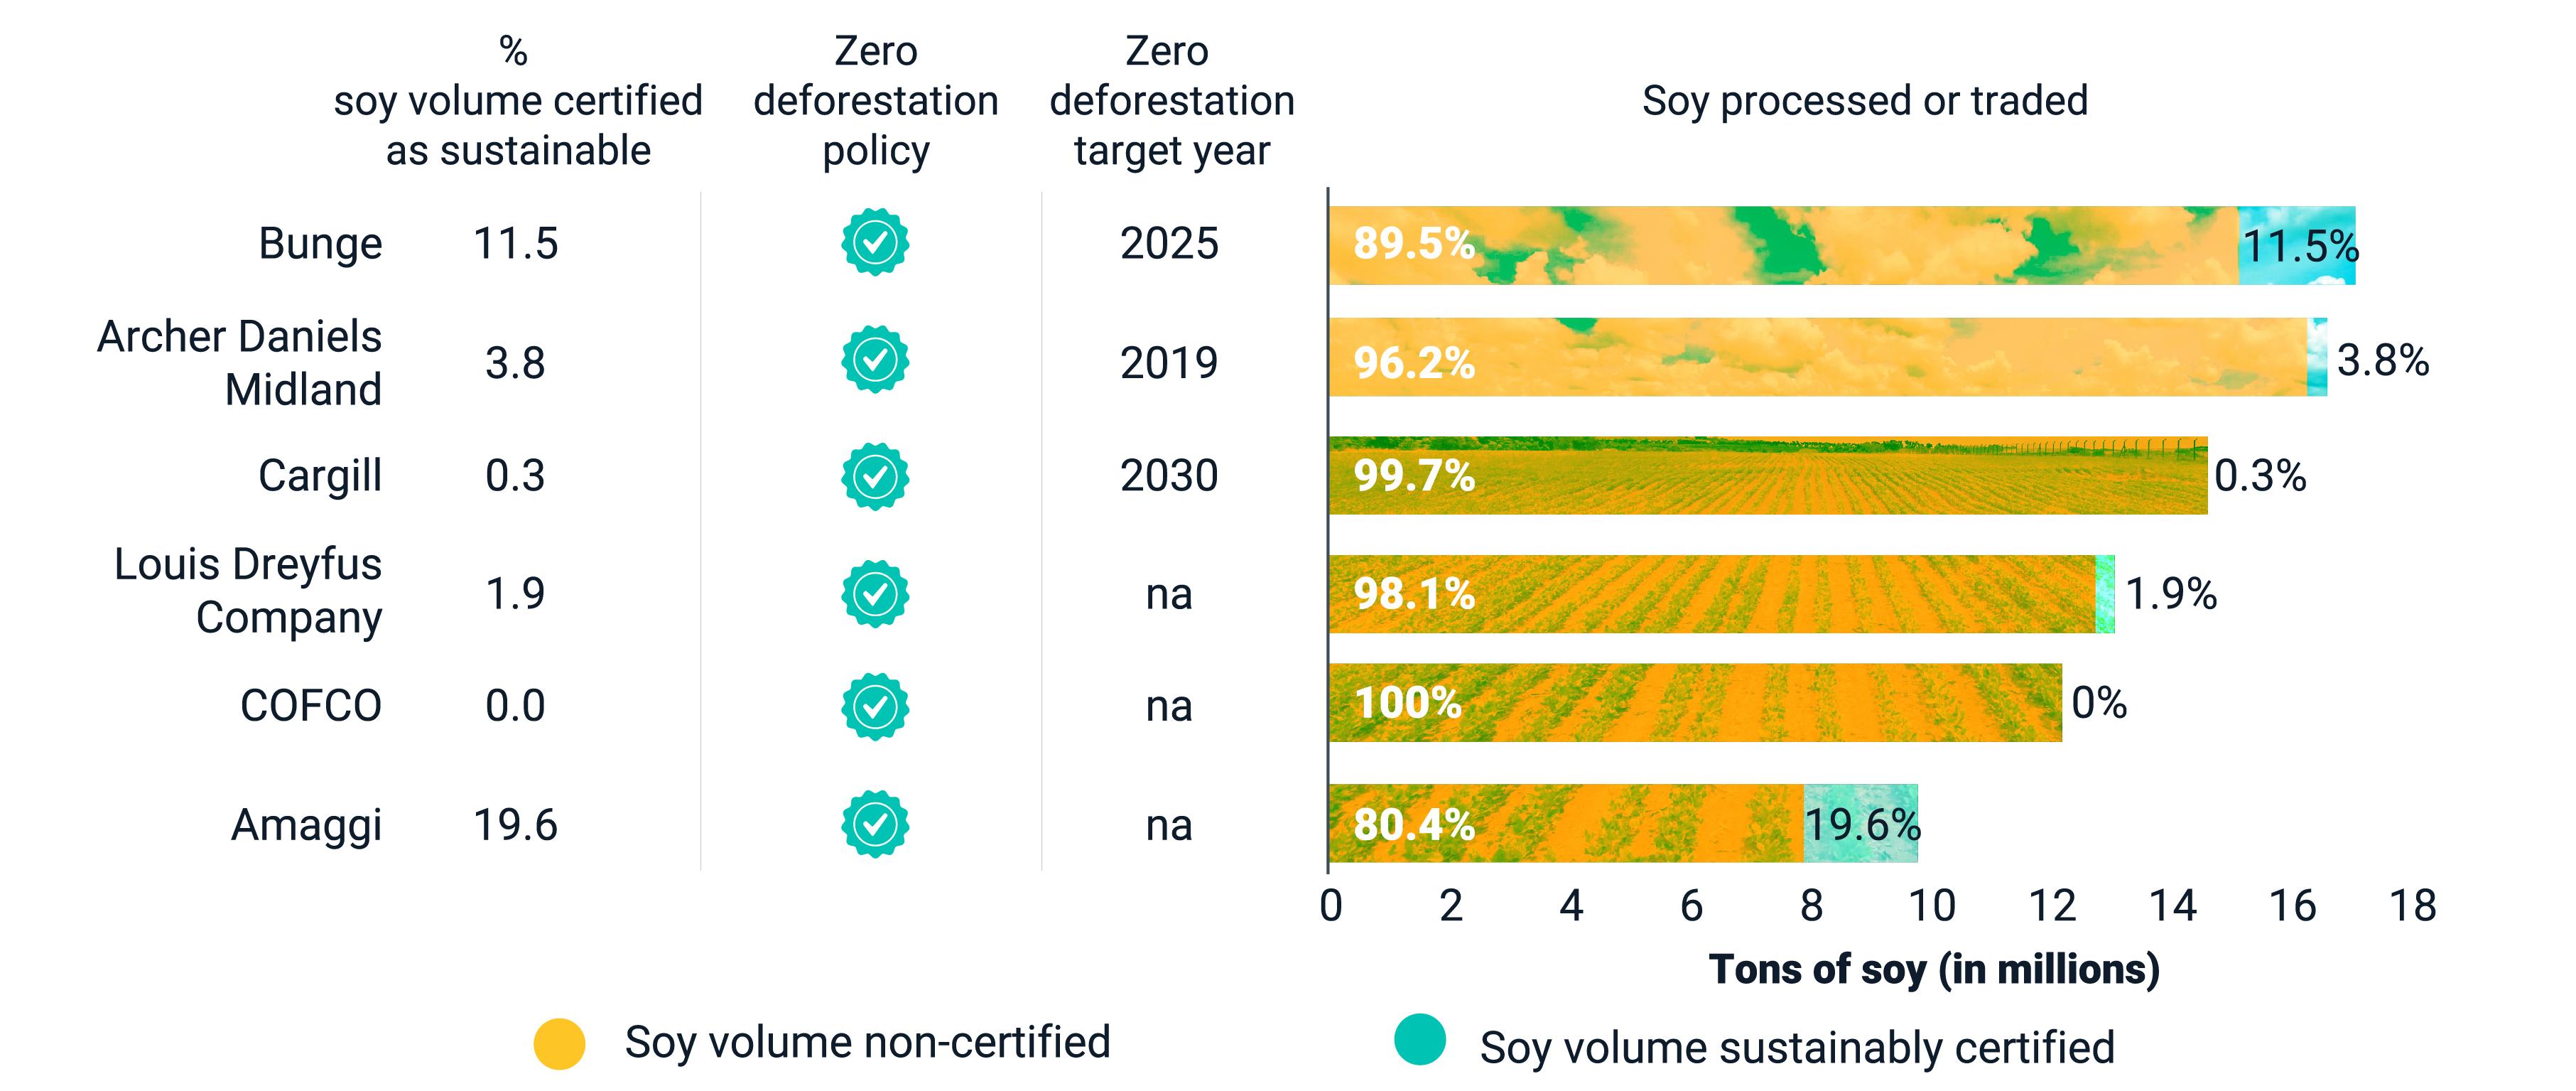 %
soy volume certified
as sustainable
Zero
deforestation
policy
Zero
deforestation
target year
Soy processed or traded
Bunge 11.5 2025 89.5% 11.5%
Archer Daniels
Midland
3.8 2019 96.2% 3.8%
Cargill 0.3 2030 99.7% 0.3%
Louis Dreyfus
Company
1.9 na 98.1% 1.9%
COFCO 0.0 na 100% 0%
Amaggi 19.6 na 80.4% 19.6%
0 2 4 6 8 10 12 14 16 18
Tons of soy (in millions)
Soy volume non-certified
Soy volume sustainably certified